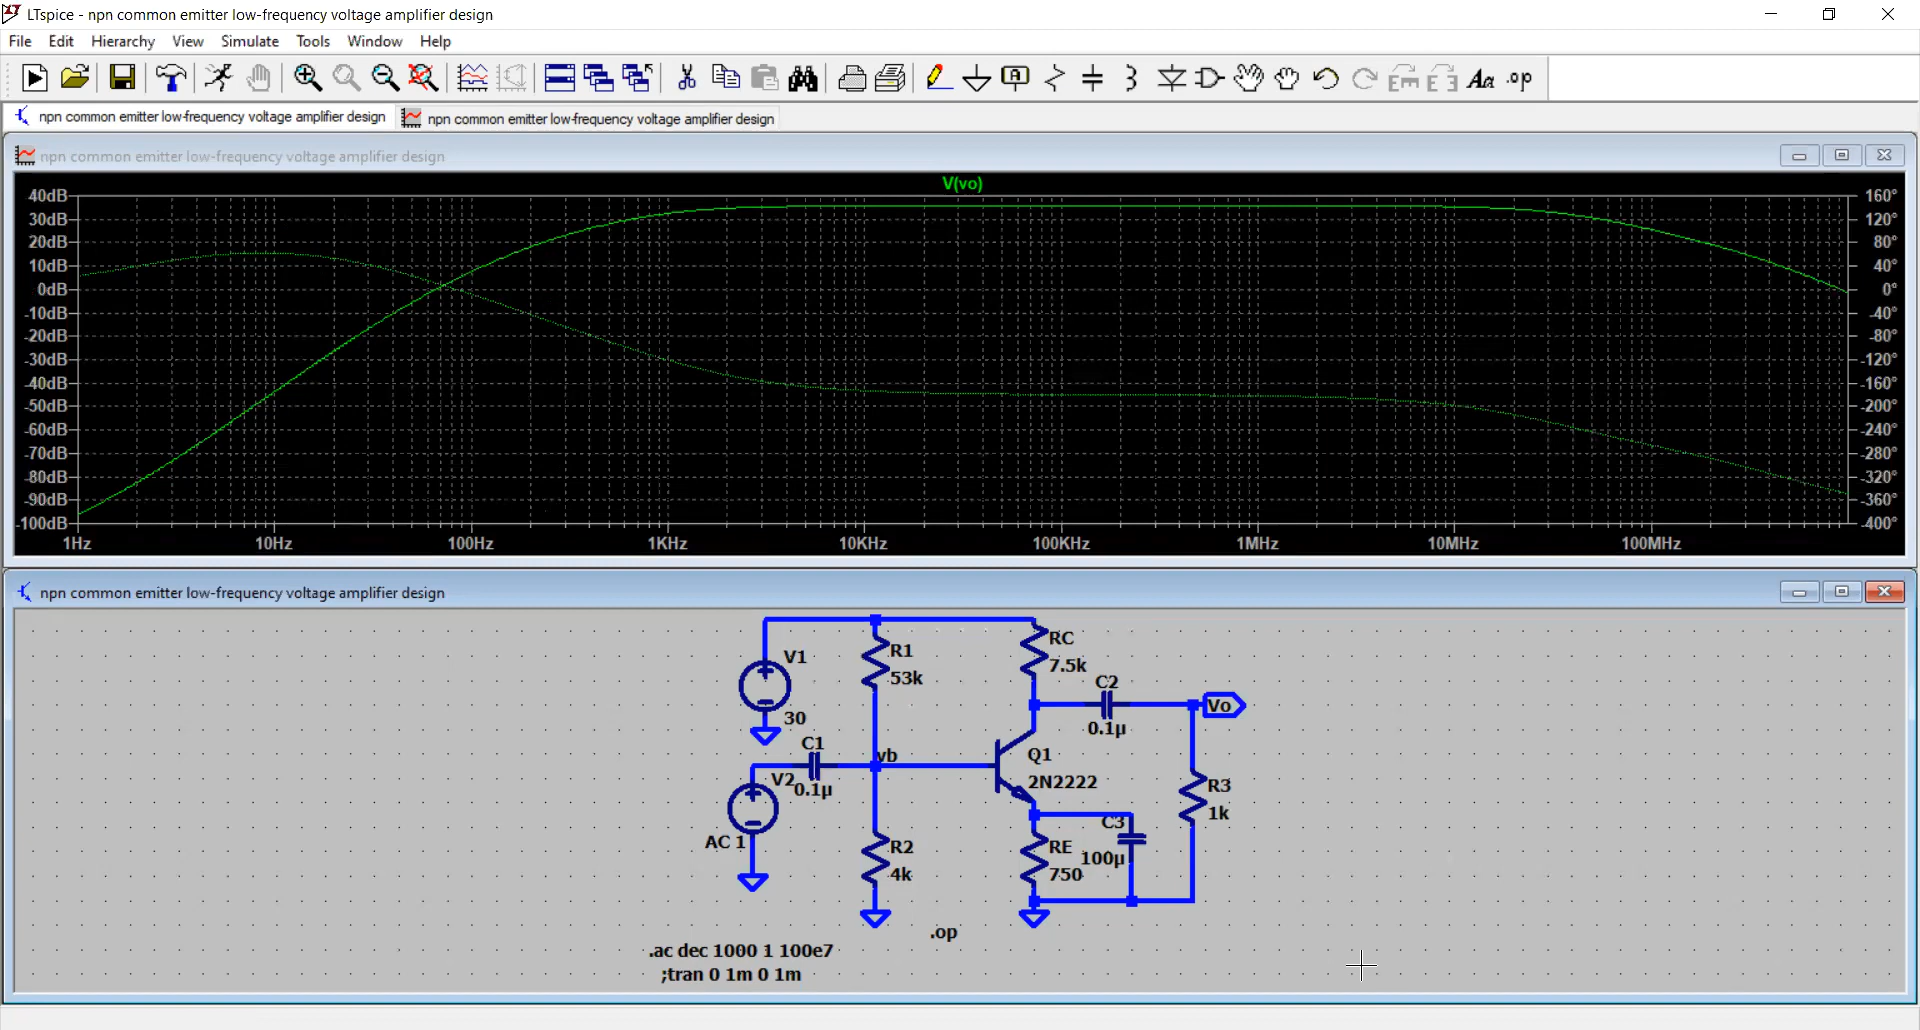 LTspice - npn common emitter low-frequency voltage amplifier design
File Edit Hierarchy View Simulate Tools Window Help
npn common emitter low-frequency voltage amplifier design npn common emitter low-frequency voltage amplifier design
npn common emitter low-frequency voltage amplifier design
V(vo)
40dB 160°
30dB 120°
20dB 80°
10dB 40°
0dB 0°
-10dB -40°
-20dB -80°
-30dB -120°
-40dB -160°
-50dB -200°
-60dB -240°
-70dB -280°
-80dB -320°
-90dB -360°
-100dB -400°
1Hz 10Hz 100Hz 1KHz 10KHz 100KHz 1MHz 10MHz 100MHz
npn common emitter low-frequency voltage amplifier design
V1
30
R1
53k
RC
7.5k
C2
0.1µ
Vo
C1
0.1µ
vb
V2
AC 1
Q1
2N2222
R3
1k
C3
100µ
R2
4k
RE
750
.op
.ac dec 1000 1 100e7
;tran 0 1m 0 1m